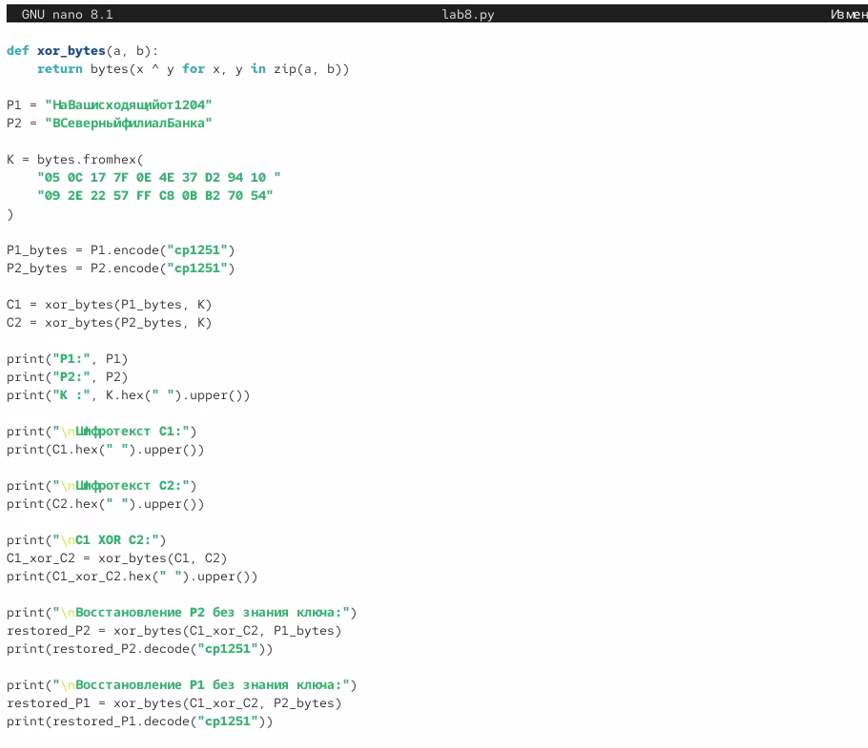 GNU nano 8.1 lab8.py Измен
def xor_bytes(a, b):
    return bytes(x ^ y for x, y in zip(a, b))
P1 = "НаВашисходящийот1204"
P2 = "ВСеверныйфилиалБанка"
K = bytes.fromhex(
    "05 0C 17 7F 0E 4E 37 D2 94 10 "
    "09 2E 22 57 FF C8 0B B2 70 54"
)
P1_bytes = P1.encode("cp1251")
P2_bytes = P2.encode("cp1251")
C1 = xor_bytes(P1_bytes, K)
C2 = xor_bytes(P2_bytes, K)
print("P1:", P1)
print("P2:", P2)
print("K :", K.hex(" ").upper())
print("\nШифротекст C1:")
print(C1.hex(" ").upper())
print("\nШифротекст C2:")
print(C2.hex(" ").upper())
print("\nC1 XOR C2:")
C1_xor_C2 = xor_bytes(C1, C2)
print(C1_xor_C2.hex(" ").upper())
print("\nВосстановление P2 без знания ключа:")
restored_P2 = xor_bytes(C1_xor_C2, P1_bytes)
print(restored_P2.decode("cp1251"))
print("\nВосстановление P1 без знания ключа:")
restored_P1 = xor_bytes(C1_xor_C2, P2_bytes)
print(restored_P1.decode("cp1251"))